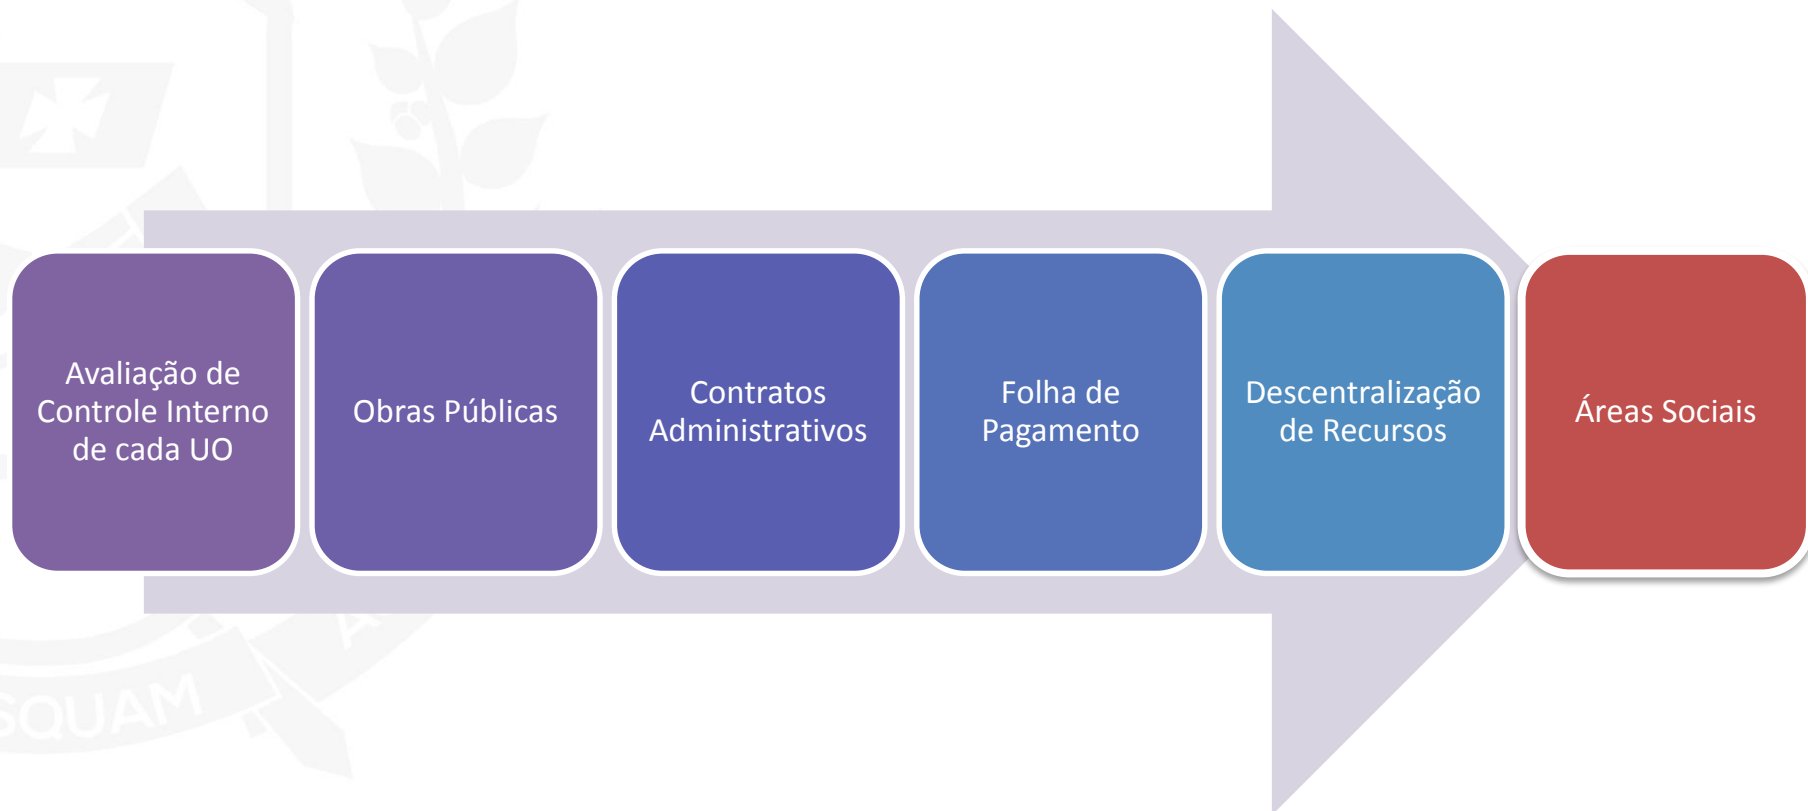 Avaliação de
Controle Interno
de cada UO
Obras Públicas
Contratos
Administrativos
Folha de
Pagamento
Descentralização
de Recursos
Áreas Sociais